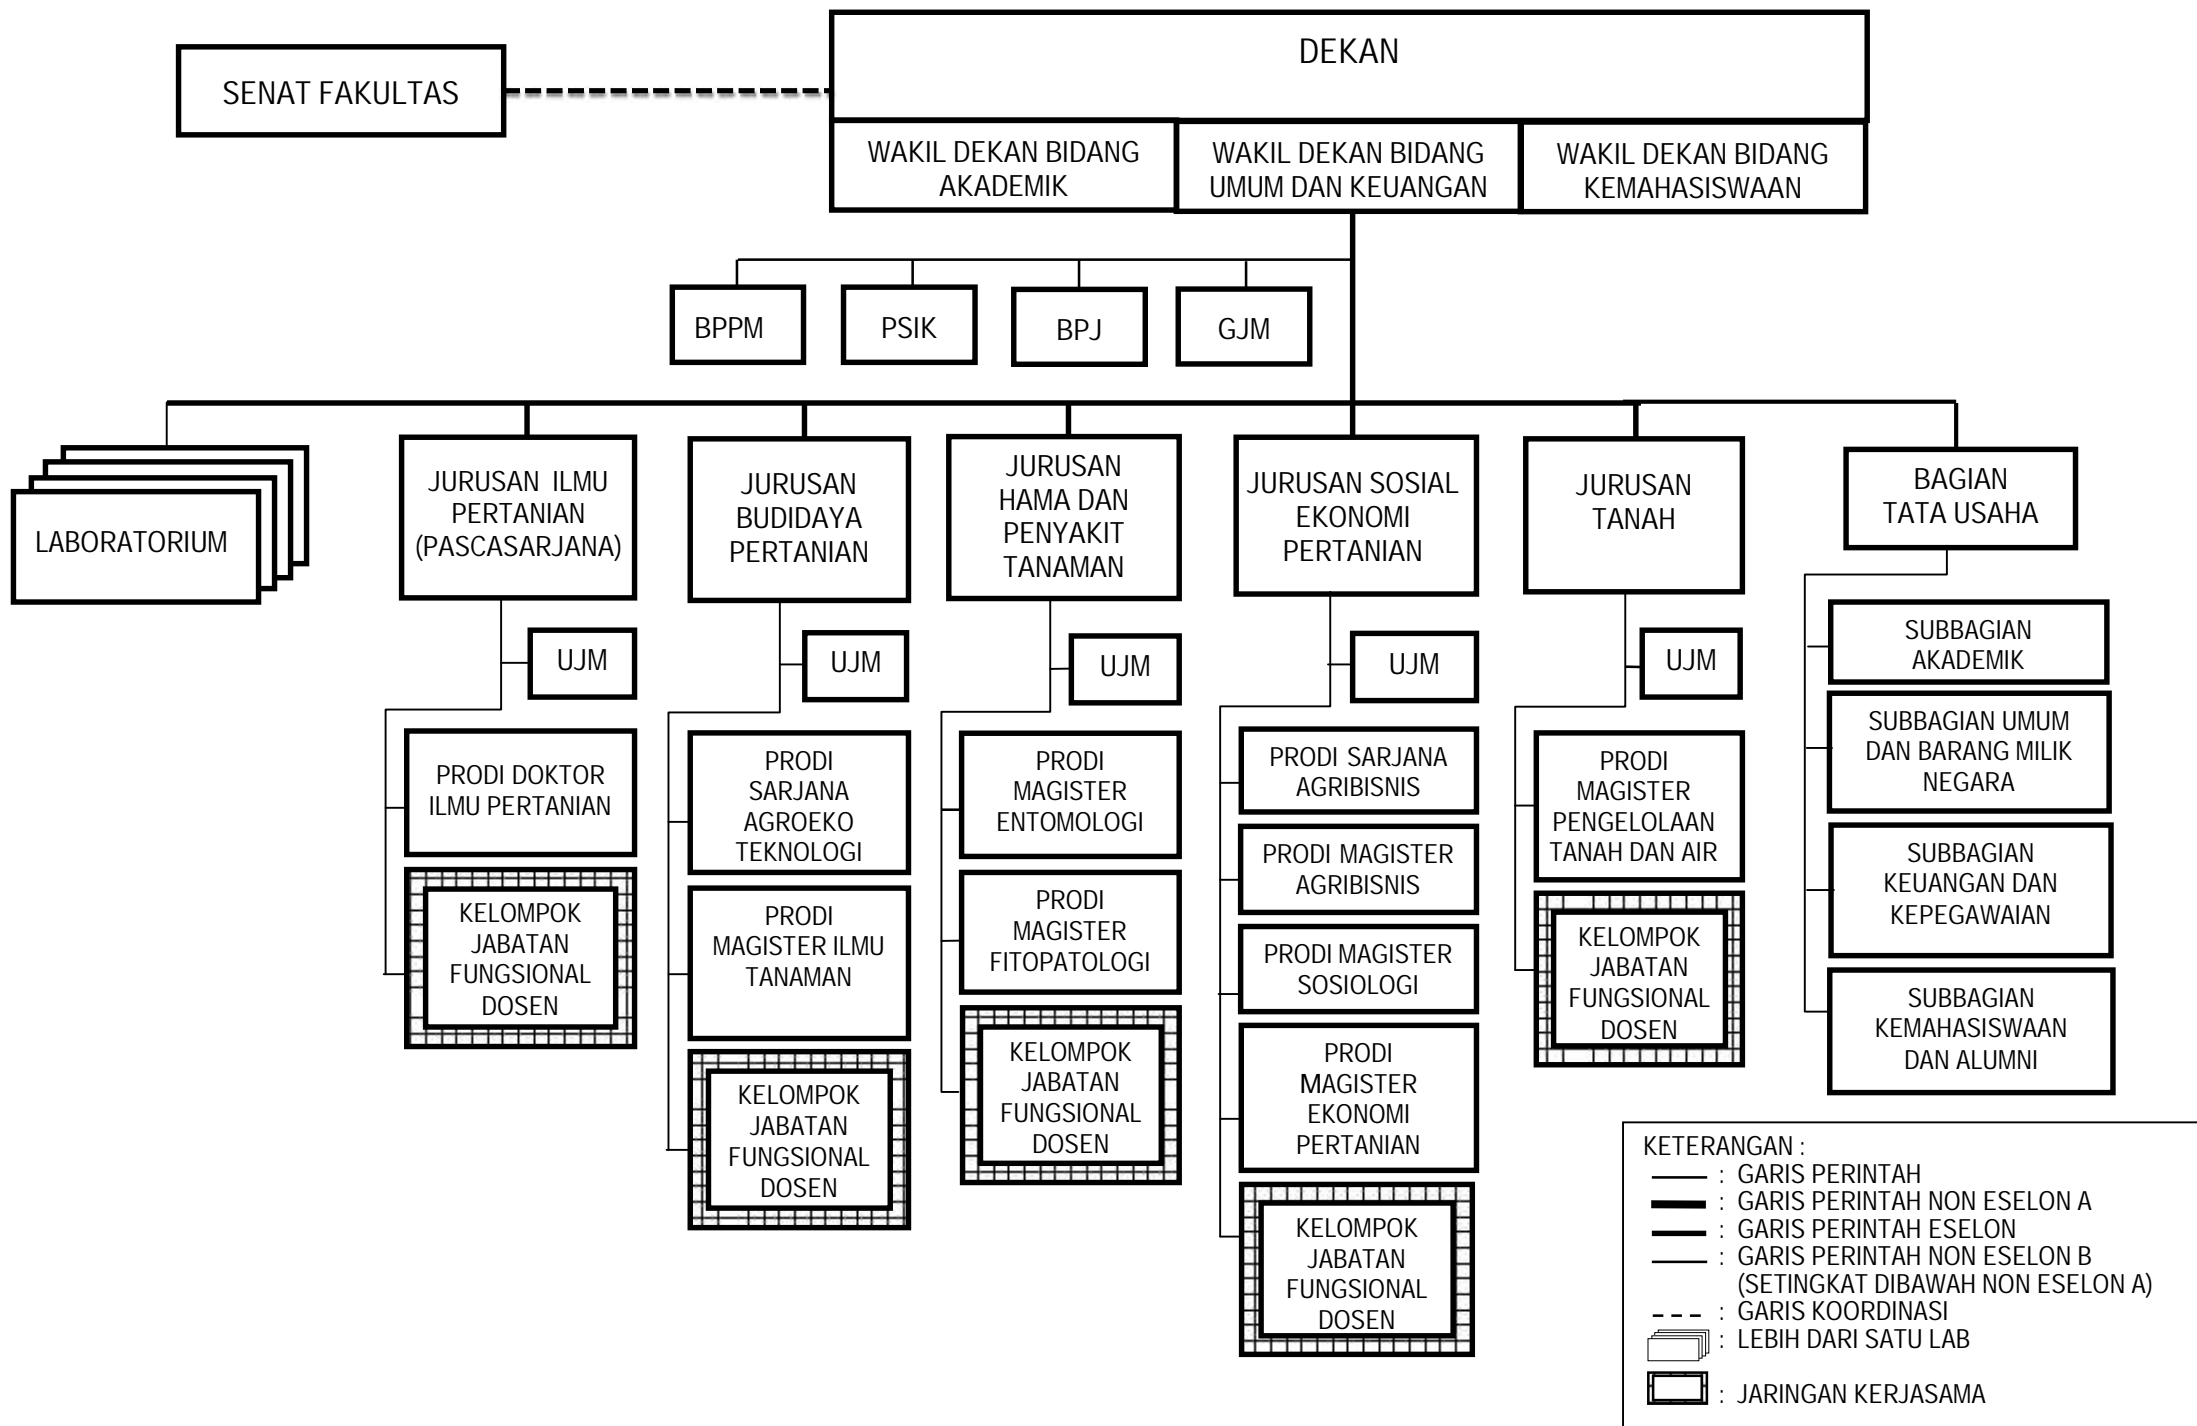 DEKAN
SENAT FAKULTAS
WAKIL DEKAN BIDANG
AKADEMIK
WAKIL DEKAN BIDANG
UMUM DAN KEUANGAN
WAKIL DEKAN BIDANG
KEMAHASISWAAN
BPPM
PSIK
BPJ
GJM
LABORATORIUM
JURUSAN ILMU
PERTANIAN
(PASCASARJANA)
UJM
PRODI DOKTOR
ILMU PERTANIAN
KELOMPOK
JABATAN
FUNGSIONAL
DOSEN
JURUSAN
BUDIDAYA
PERTANIAN
UJM
PRODI
SARJANA
AGROEKO
TEKNOLOGI
PRODI
MAGISTER ILMU
TANAMAN
KELOMPOK
JABATAN
FUNGSIONAL
DOSEN
JURUSAN
HAMA DAN
PENYAKIT
TANAMAN
UJM
PRODI
MAGISTER
ENTOMOLOGI
PRODI
MAGISTER
FITOPATOLOGI
KELOMPOK
JABATAN
FUNGSIONAL
DOSEN
JURUSAN SOSIAL
EKONOMI
PERTANIAN
UJM
PRODI SARJANA
AGRIBISNIS
PRODI MAGISTER
AGRIBISNIS
PRODI MAGISTER
SOSIOLOGI
PRODI
MAGISTER
EKONOMI
PERTANIAN
KELOMPOK
JABATAN
FUNGSIONAL
DOSEN
JURUSAN
TANAH
UJM
PRODI
MAGISTER
PENGELOLAAN
TANAH DAN AIR
KELOMPOK
JABATAN
FUNGSIONAL
DOSEN
BAGIAN
TATA USAHA
SUBBAGIAN
AKADEMIK
SUBBAGIAN UMUM
DAN BARANG MILIK
NEGARA
SUBBAGIAN
KEUANGAN DAN
KEPEGAWAIAN
SUBBAGIAN
KEMAHASISWAAN
DAN ALUMNI
KETERANGAN :
: GARIS PERINTAH
: GARIS PERINTAH NON ESELON A
: GARIS PERINTAH ESELON
: GARIS PERINTAH NON ESELON B
(SETINGKAT DIBAWAH NON ESELON A)
: GARIS KOORDINASI
: LEBIH DARI SATU LAB
: JARINGAN KERJASAMA